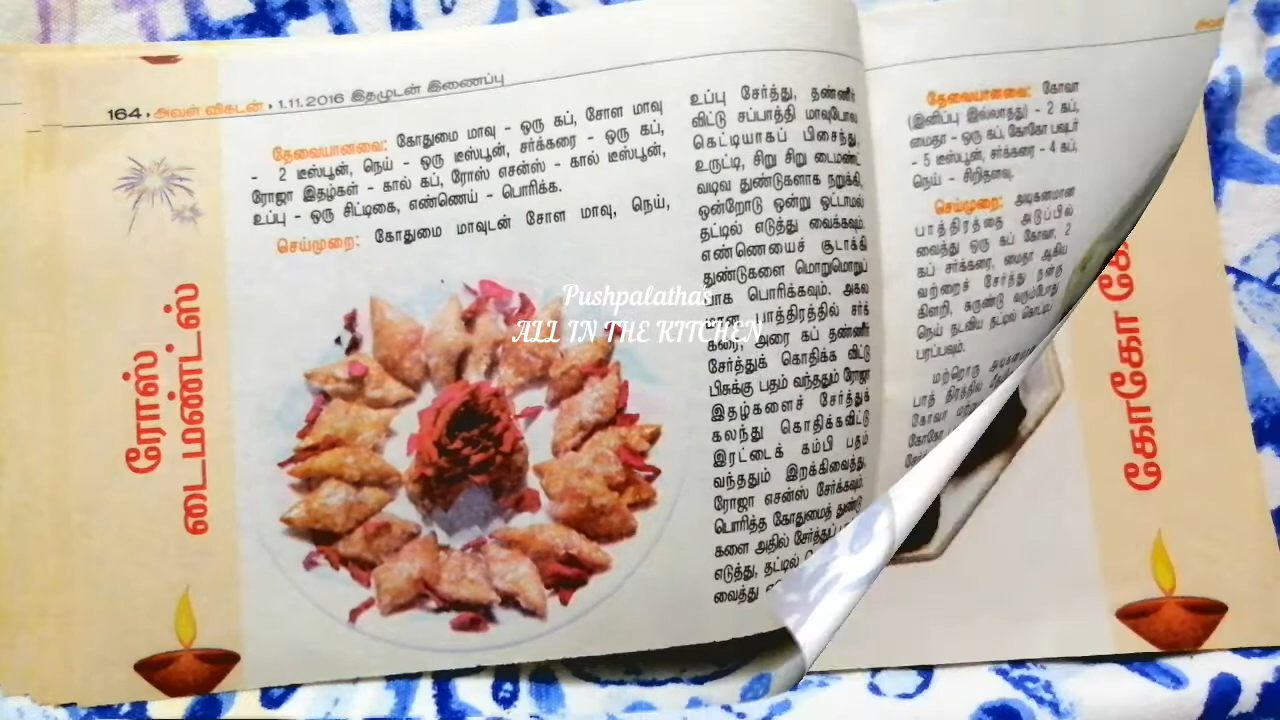 164 › அவள் விகடன் › 1.11.2016 இதழுடன் இணைப்பு
ரோஸ்
டைமண்ட்ஸ்
தேவையானவை: கோதுமை மாவு - ஒரு கப், சோள மாவு
- 2 டீஸ்பூன், நெய் - ஒரு டீஸ்பூன், சர்க்கரை - ஒரு கப்,
ரோஜா இதழ்கள் - கால் கப், ரோஸ் எசன்ஸ் - கால் டீஸ்பூன்,
உப்பு - ஒரு சிட்டிகை, எண்ணெய் - பொரிக்க.
செய்முறை: கோதுமை மாவுடன் சோள மாவு, நெய்,
உப்பு சேர்த்து, தண்ணீர்
விட்டு சப்பாத்தி மாவுபோல
கெட்டியாகப் பிசைந்து,
உருட்டி, சிறு சிறு டைமண்ட்
வடிவ துண்டுகளாக நறுக்கி,
ஒன்றோடு ஒன்று ஒட்டாமல்
தட்டில் எடுத்து வைக்கவும்.
எண்ணெயைச் சூடாக்கி
துண்டுகளை மொறுமொறுப்
பாக பொரிக்கவும். அகல
மான பாத்திரத்தில் சர்க்
கரை, அரை கப் தண்ணீர்
சேர்த்துக் கொதிக்க விட்டு
பிசுக்கு பதம் வந்ததும் ரோஜா
இதழ்களைச் சேர்த்துக்
கலந்து கொதிக்கவிட்டு
இரட்டைக் கம்பி பதம்
வந்ததும் இறக்கிவைத்து,
ரோஜா எசன்ஸ் சேர்க்கவும்.
பொரித்த கோதுமைத் துண்டு
களை அதில் சேர்த்துப்
எடுத்து, தட்டில்
வைத்து
Pushpalathas
ALL IN THE KITCHEN
தேவையானவை: கோவா
(இனிப்பு இல்லாதது) - 2 கப்,
மைதா - ஒரு கப், கோகோ பவுடர்
- 5 டீஸ்பூன், சர்க்கரை - 4 கப்,
நெய் - சிறிதளவு.
செய்முறை: அடிகனமான
பாத்திரத்தை அடுப்பில்
வைத்து ஒரு கப் கோவா, 2
கப் சர்க்கரை, மைதா ஆகிய
வற்றைச் சேர்த்து நன்கு
கிளறி, சுருண்டு வரும்போது
நெய் தடவிய தட்டில் கொட்டி
பரப்பவும்.
மற்றொரு
பாத் திரத்தில்
கோவா
கோகோ
கோகோ